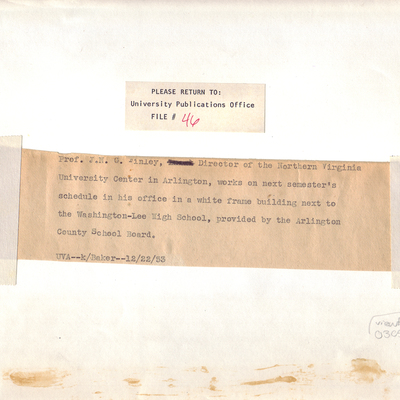 PLEASE RETURN TO:
University Publications Office
FILE # 46
Prof. J.N. G. Finley, Director of the Northern Virginia
University Center in Arlington, works on next semester's
schedule in his office in a white frame building next to
the Washington-Lee High School, provided by the Arlington
County School Board.
UVA--k/Baker--12/22/53